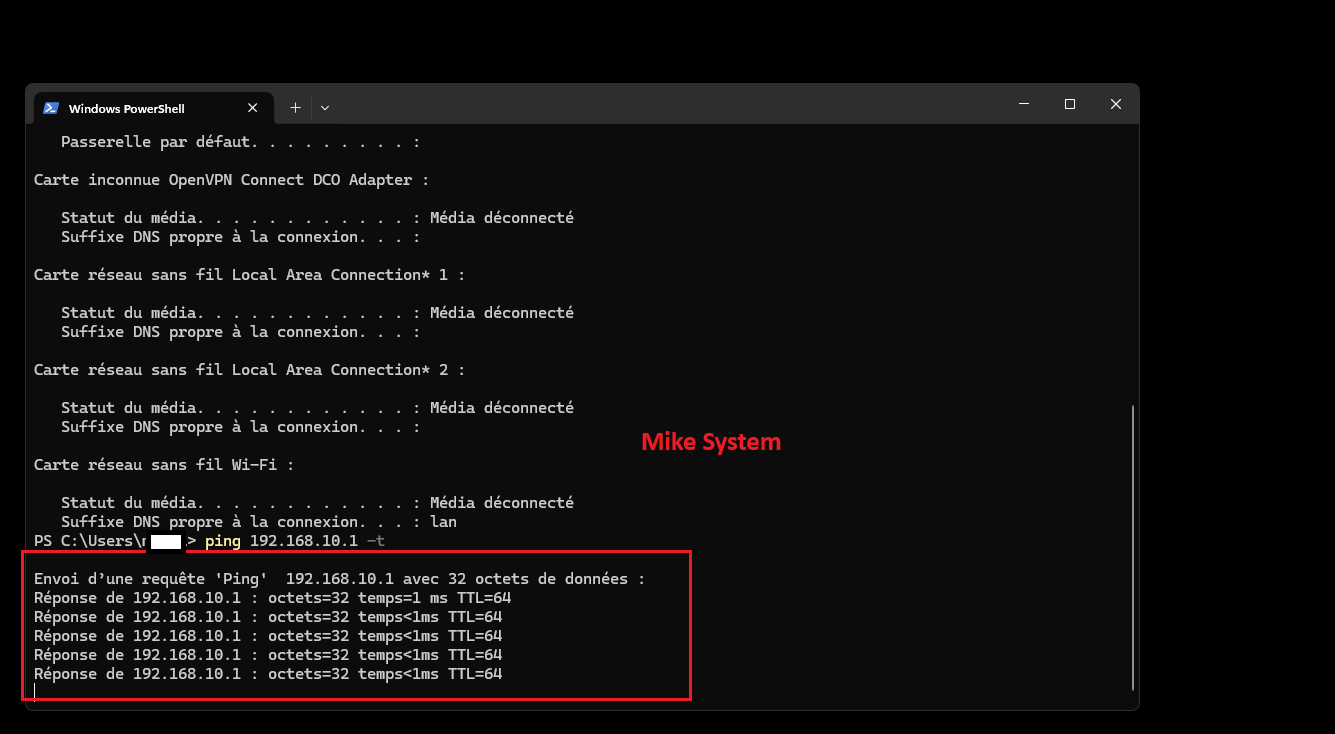 Windows PowerShell
Passerelle par défaut. . . . . . . . . :
Carte inconnue OpenVPN Connect DCO Adapter :
Statut du média. . . . . . . . . . . . : Média déconnecté
Suffixe DNS propre à la connexion. . . :
Carte réseau sans fil Local Area Connection* 1 :
Statut du média. . . . . . . . . . . . : Média déconnecté
Suffixe DNS propre à la connexion. . . :
Carte réseau sans fil Local Area Connection* 2 :
Statut du média. . . . . . . . . . . . : Média déconnecté
Suffixe DNS propre à la connexion. . . :
Mike System
Carte réseau sans fil Wi-Fi :
Statut du média. . . . . . . . . . . . : Média déconnecté
Suffixe DNS propre à la connexion. . . : lan
PS C:\Users\ > ping 192.168.10.1 -t
Envoi d’une requête 'Ping'  192.168.10.1 avec 32 octets de données :
Réponse de 192.168.10.1 : octets=32 temps=1 ms TTL=64
Réponse de 192.168.10.1 : octets=32 temps<1ms TTL=64
Réponse de 192.168.10.1 : octets=32 temps<1ms TTL=64
Réponse de 192.168.10.1 : octets=32 temps<1ms TTL=64
Réponse de 192.168.10.1 : octets=32 temps<1ms TTL=64